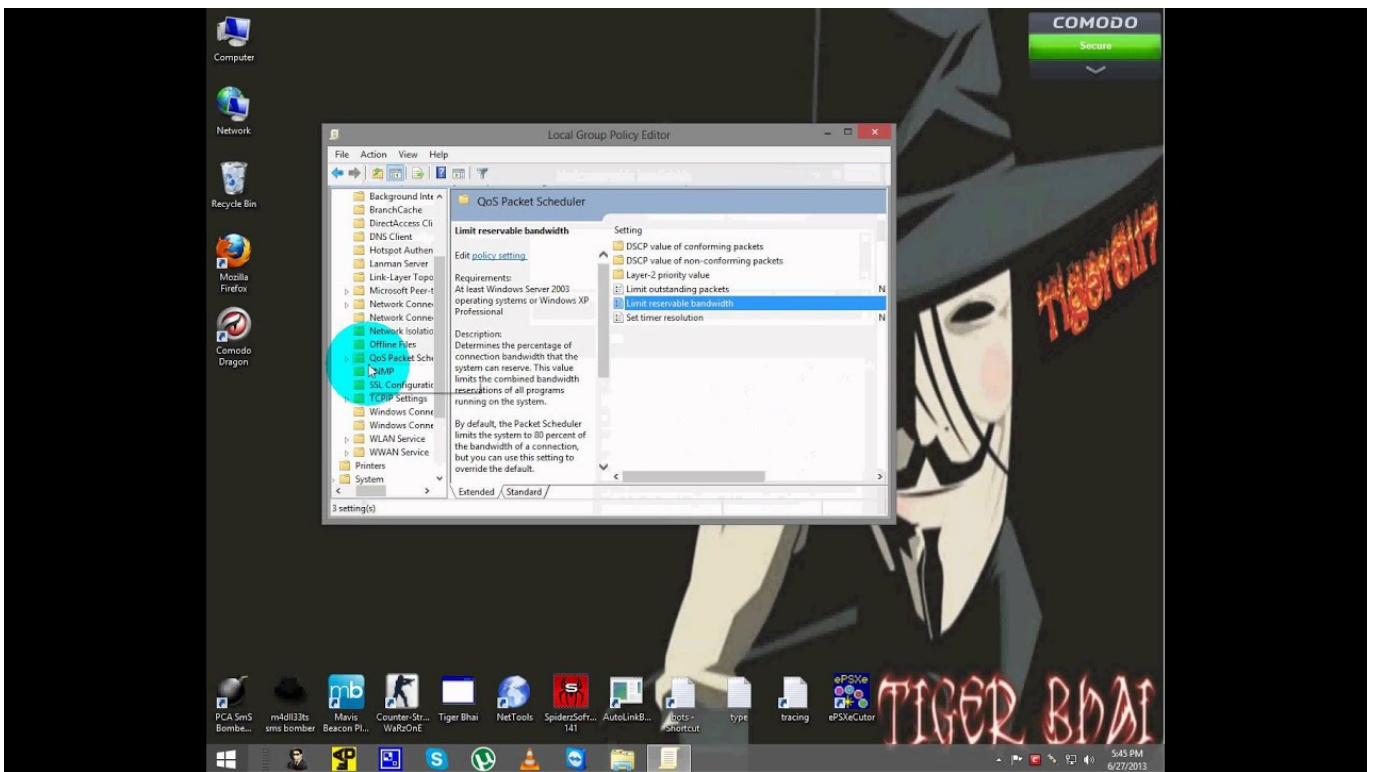 COMODO
Secure
Computer
Network
Recycle Bin
Mozilla
Firefox
Comodo
Dragon
Tiger6117
Local Group Policy Editor
File Action View Help
Background Inte
BranchCache
DirectAccess Cli
DNS Client
Hotspot Authen
Lanman Server
Link-Layer Topo
Microsoft Peer-t
Network Conne
Network Conne
Network Isolatio
Offline Files
QoS Packet Sche
SNMP
SSL Configuratio
TCPIP Settings
Windows Conne
Windows Conne
WLAN Service
WWAN Service
Printers
System
QoS Packet Scheduler
Limit reservable bandwidth
Edit policy setting
Requirements:
At least Windows Server 2003
operating systems or Windows XP
Professional
Description:
Determines the percentage of
connection bandwidth that the
system can reserve. This value
limits the combined bandwidth
reservations of all programs
running on the system.
By default, the Packet Scheduler
limits the system to 80 percent of
the bandwidth of a connection,
but you can use this setting to
override the default.
Setting
DSCP value of conforming packets
DSCP value of non-conforming packets
Layer-2 priority value
Limit outstanding packets N
Limit reservable bandwidth
Set timer resolution N
Extended Standard
3 setting(s)
PCA SmS
Bombe...
m4dll33ts
sms bomber
mb
Mavis
Beacon Pl...
Counter-Str...
WaRzOnE
Tiger Bhai
NetTools
SpiderzSoft...
141
AutoLinkB...
bots -
Shortcut
type
tracing
ePSXe
ePSXeCutor
TIGER BHAI
5:45 PM
6/27/2013